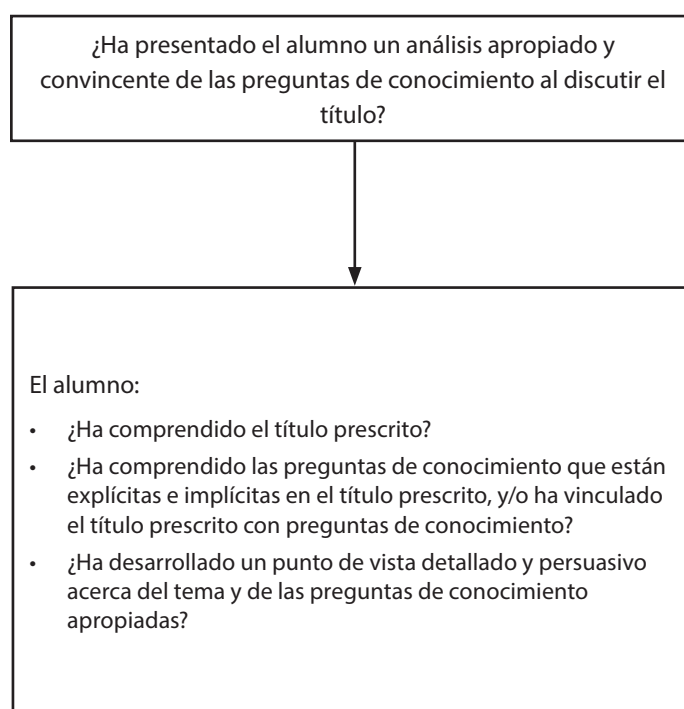 ¿Ha presentado el alumno un análisis apropiado y
convincente de las preguntas de conocimiento al discutir el
título?
El alumno:
• ¿Ha comprendido el título prescrito?
• ¿Ha comprendido las preguntas de conocimiento que están
explícitas e implícitas en el título prescrito, y/o ha vinculado
el título prescrito con preguntas de conocimiento?
• ¿Ha desarrollado un punto de vista detallado y persuasivo
acerca del tema y de las preguntas de conocimiento
apropiadas?